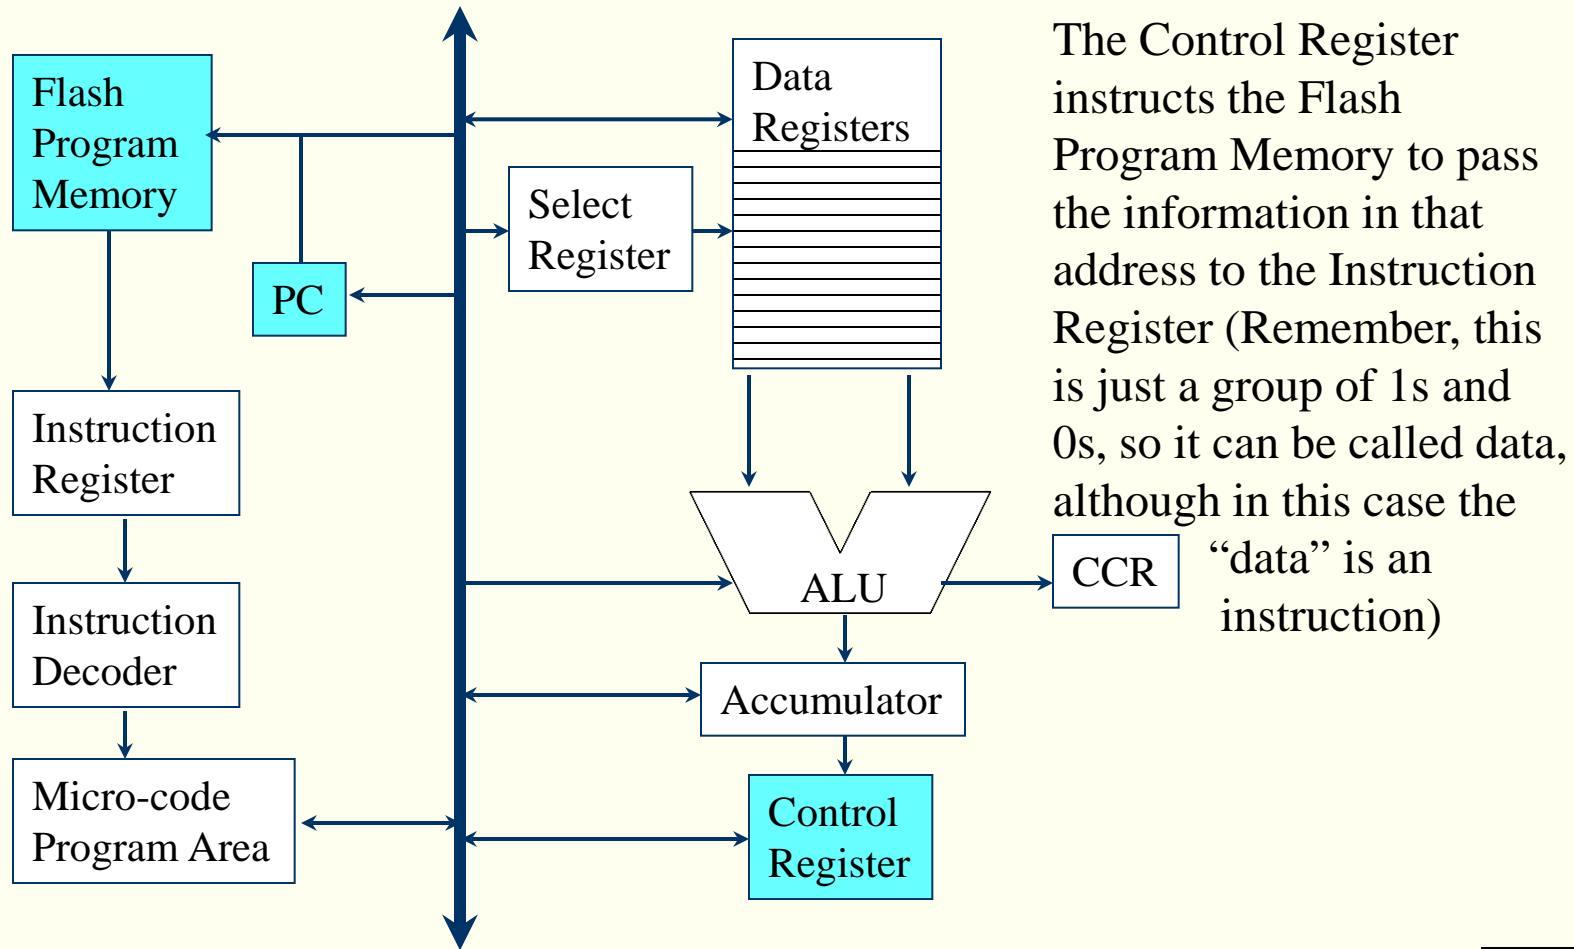 Flash
Program
Memory
PC
Instruction
Register
Instruction
Decoder
Micro-code
Program Area
Data
Registers
Select
Register
ALU
CCR
Accumulator
Control
Register
The Control Register
instructs the Flash
Program Memory to pass
the information in that
address to the Instruction
Register (Remember, this
is just a group of 1s and
0s, so it can be called data,
although in this case the
“data” is an
instruction)